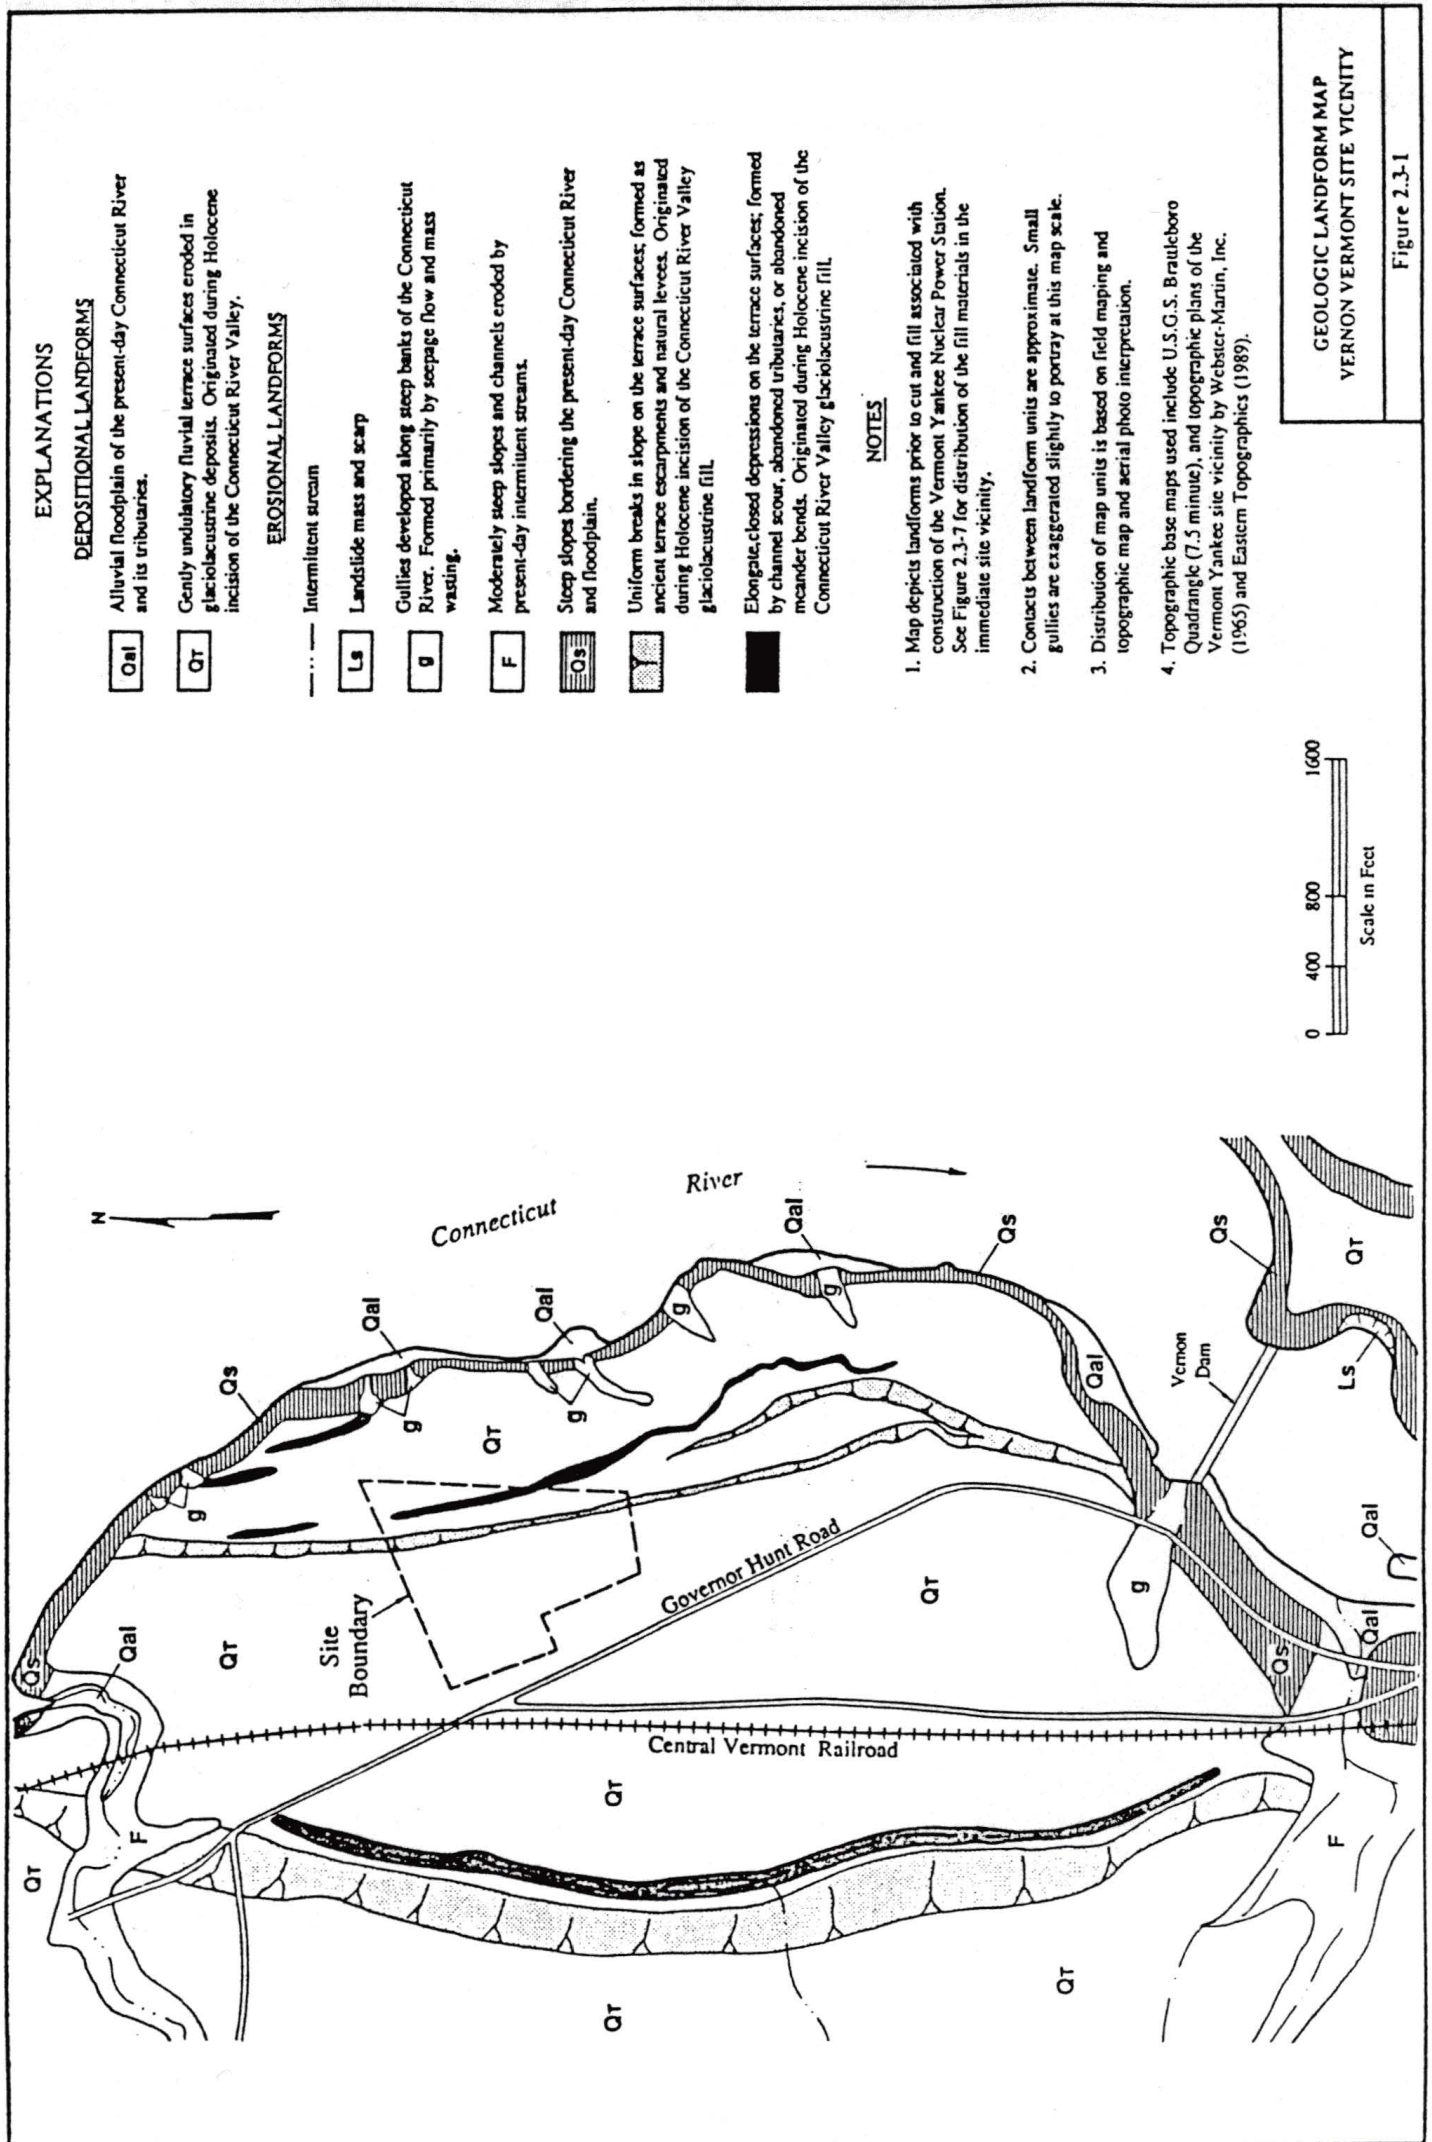 EXPLANATIONS
DEPOSITIONAL LANDFORMS
Qal
Alluvial floodplain of the present-day Connecticut River
and its tributaries.
QT
Gently undulatory fluvial terrace surfaces eroded in
glaciolacustrine deposits. Originated during Holocene
incision of the Connecticut River Valley.
EROSIONAL LANDFORMS
Intermittent stream
Ls
Landslide mass and scarp
g
Gullies developed along steep banks of the Connecticut
River. Formed primarily by seepage flow and mass
wasting.
F
Moderately steep slopes and channels eroded by
present-day intermittent streams.
Qs
Steep slopes bordering the present-day Connecticut River
and floodplain.
Uniform breaks in slope on the terrace surfaces; formed as
ancient terrace escarpments and natural levees. Originated
during Holocene incision of the Connecticut River Valley
glaciolacustrine fill.
Elongate,closed depressions on the terrace surfaces; formed
by channel scour, abandoned tributaries, or abandoned
meander bends. Originated during Holocene incision of the
Connecticut River Valley glaciolacustrine fill.
NOTES
1. Map depicts landforms prior to cut and fill associated with
construction of the Vermont Yankee Nuclear Power Station.
See Figure 2.3-7 for distribution of the fill materials in the
immediate site vicinity.
2. Contacts between landform units are approximate. Small
gullies are exaggerated slightly to portray at this map scale.
3. Distribution of map units is based on field maping and
topographic map and aerial photo interpretation.
4. Topographic base maps used include U.S.G.S. Brattleboro
Quadrangle (7.5 minute), and topographic plans of the
Vermont Yankee site vicinity by Webster-Martin, Inc.
(1965) and Eastern Topographics (1989).
0 400 800 1600
Scale in Feet
GEOLOGIC LANDFORM MAP
VERNON VERMONT SITE VICINITY
Figure 2.3-1
N
Connecticut
River
Qs
Qal
Qal
Qal
Qs
Qs
QT
g
g
g
g
g
QT
Qal
Vernon
Dam
Ls
Qs
Qal
QT
Site
Boundary
Governor Hunt Road
QT
g
Qs
Qal
Qal
Central Vermont Railroad
QT
F
QT
F
QT
QT